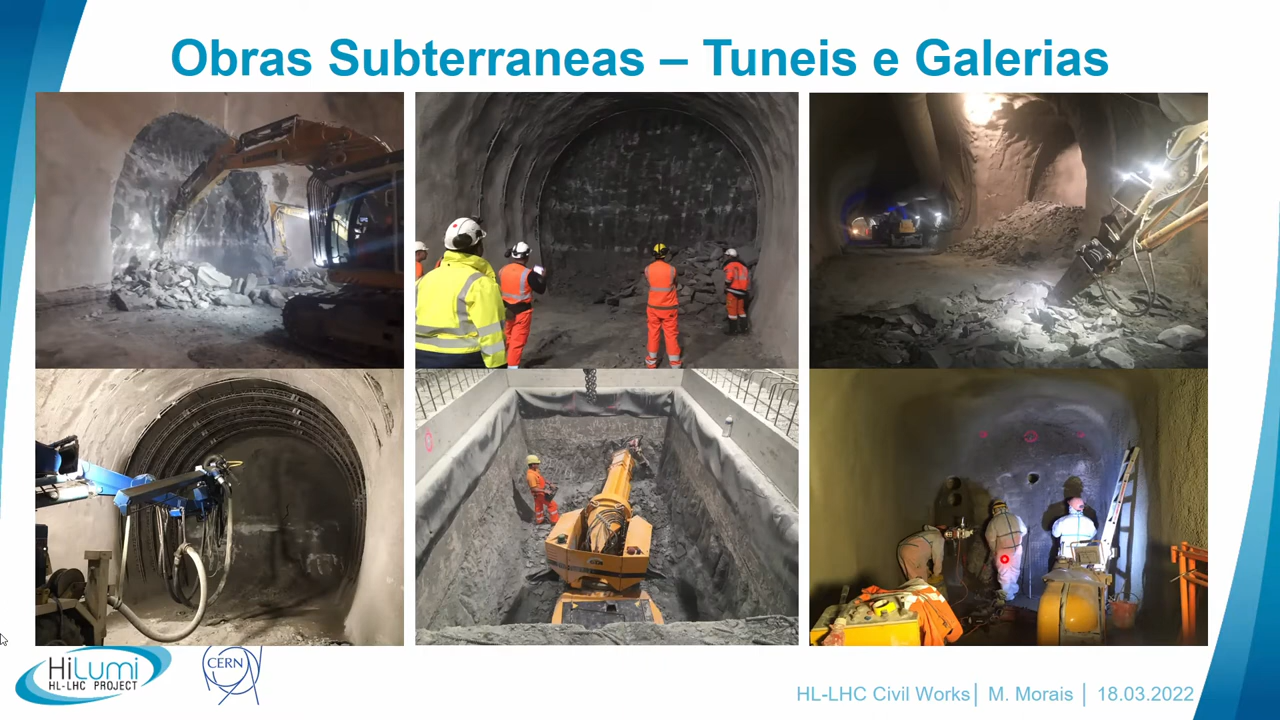 Obras Subterraneas – Tuneis e Galerias
HiLumi
HL-LHC PROJECT
CERN
HL-LHC Civil Works│ M. Morais │ 18.03.2022